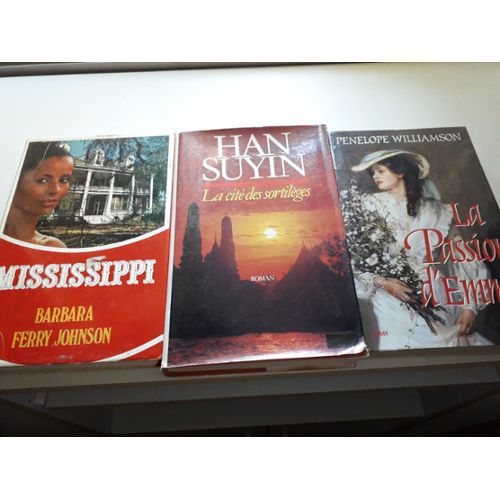 MISSISSIPPI
BARBARA
FERRY JOHNSON
HAN
SUYIN
La cité des sortilèges
ROMAN
PENELOPE WILLIAMSON
La
Passion
d'Emm